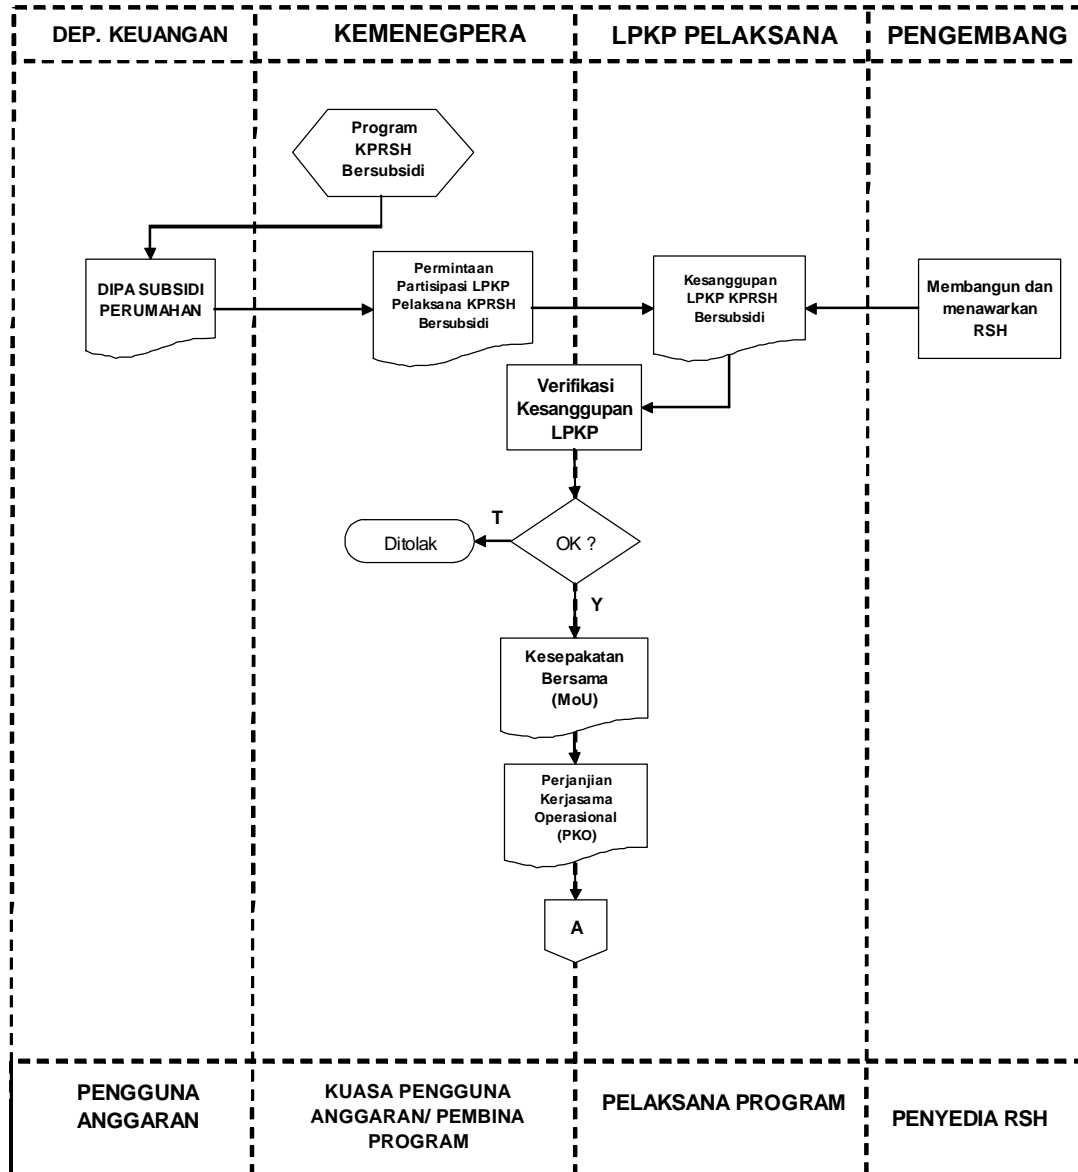 DEP. KEUANGAN
KEMENEGPERA
LPKP PELAKSANA
PENGEMBANG
Program
KPRSH
Bersubsidi
DIPA SUBSIDI
PERUMAHAN
Permintaan
Partisipasi LPKP
Pelaksana KPRSH
Bersubsidi
Kesanggupan
LPKP KPRSH
Bersubsidi
Membangun dan
menawarkan
RSH
Verifikasi
Kesanggupan
LPKP
T
Ditolak
OK ?
Y
Kesepakatan
Bersama
(MoU)
Perjanjian
Kerjasama
Operasional
(PKO)
A
PENGGUNA
ANGGARAN
KUASA PENGGUNA
ANGGARAN/ PEMBINA
PROGRAM
PELAKSANA PROGRAM
PENYEDIA RSH